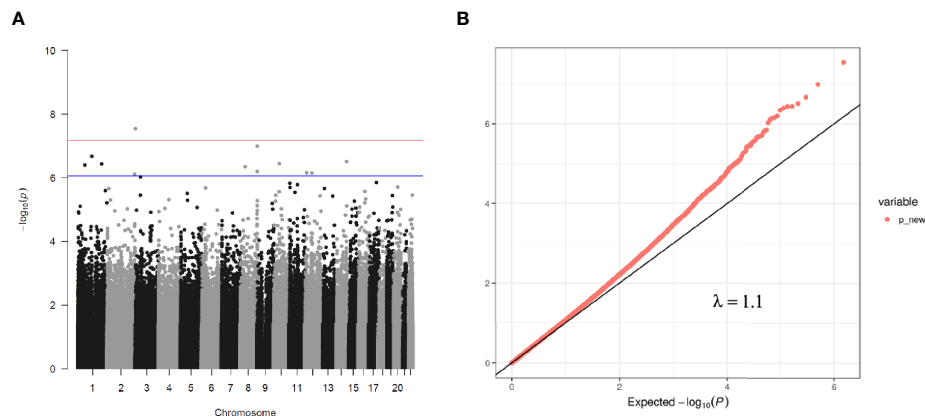 A
10
8
6
4
2
0
−log10(p)
1 2 3 4 5 6 7 8 9 11 13 15 17 20
Chromosome
B
6
4
2
0
λ = 1.1
0 2 4 6
Expected −log10(P)
variable
p_new